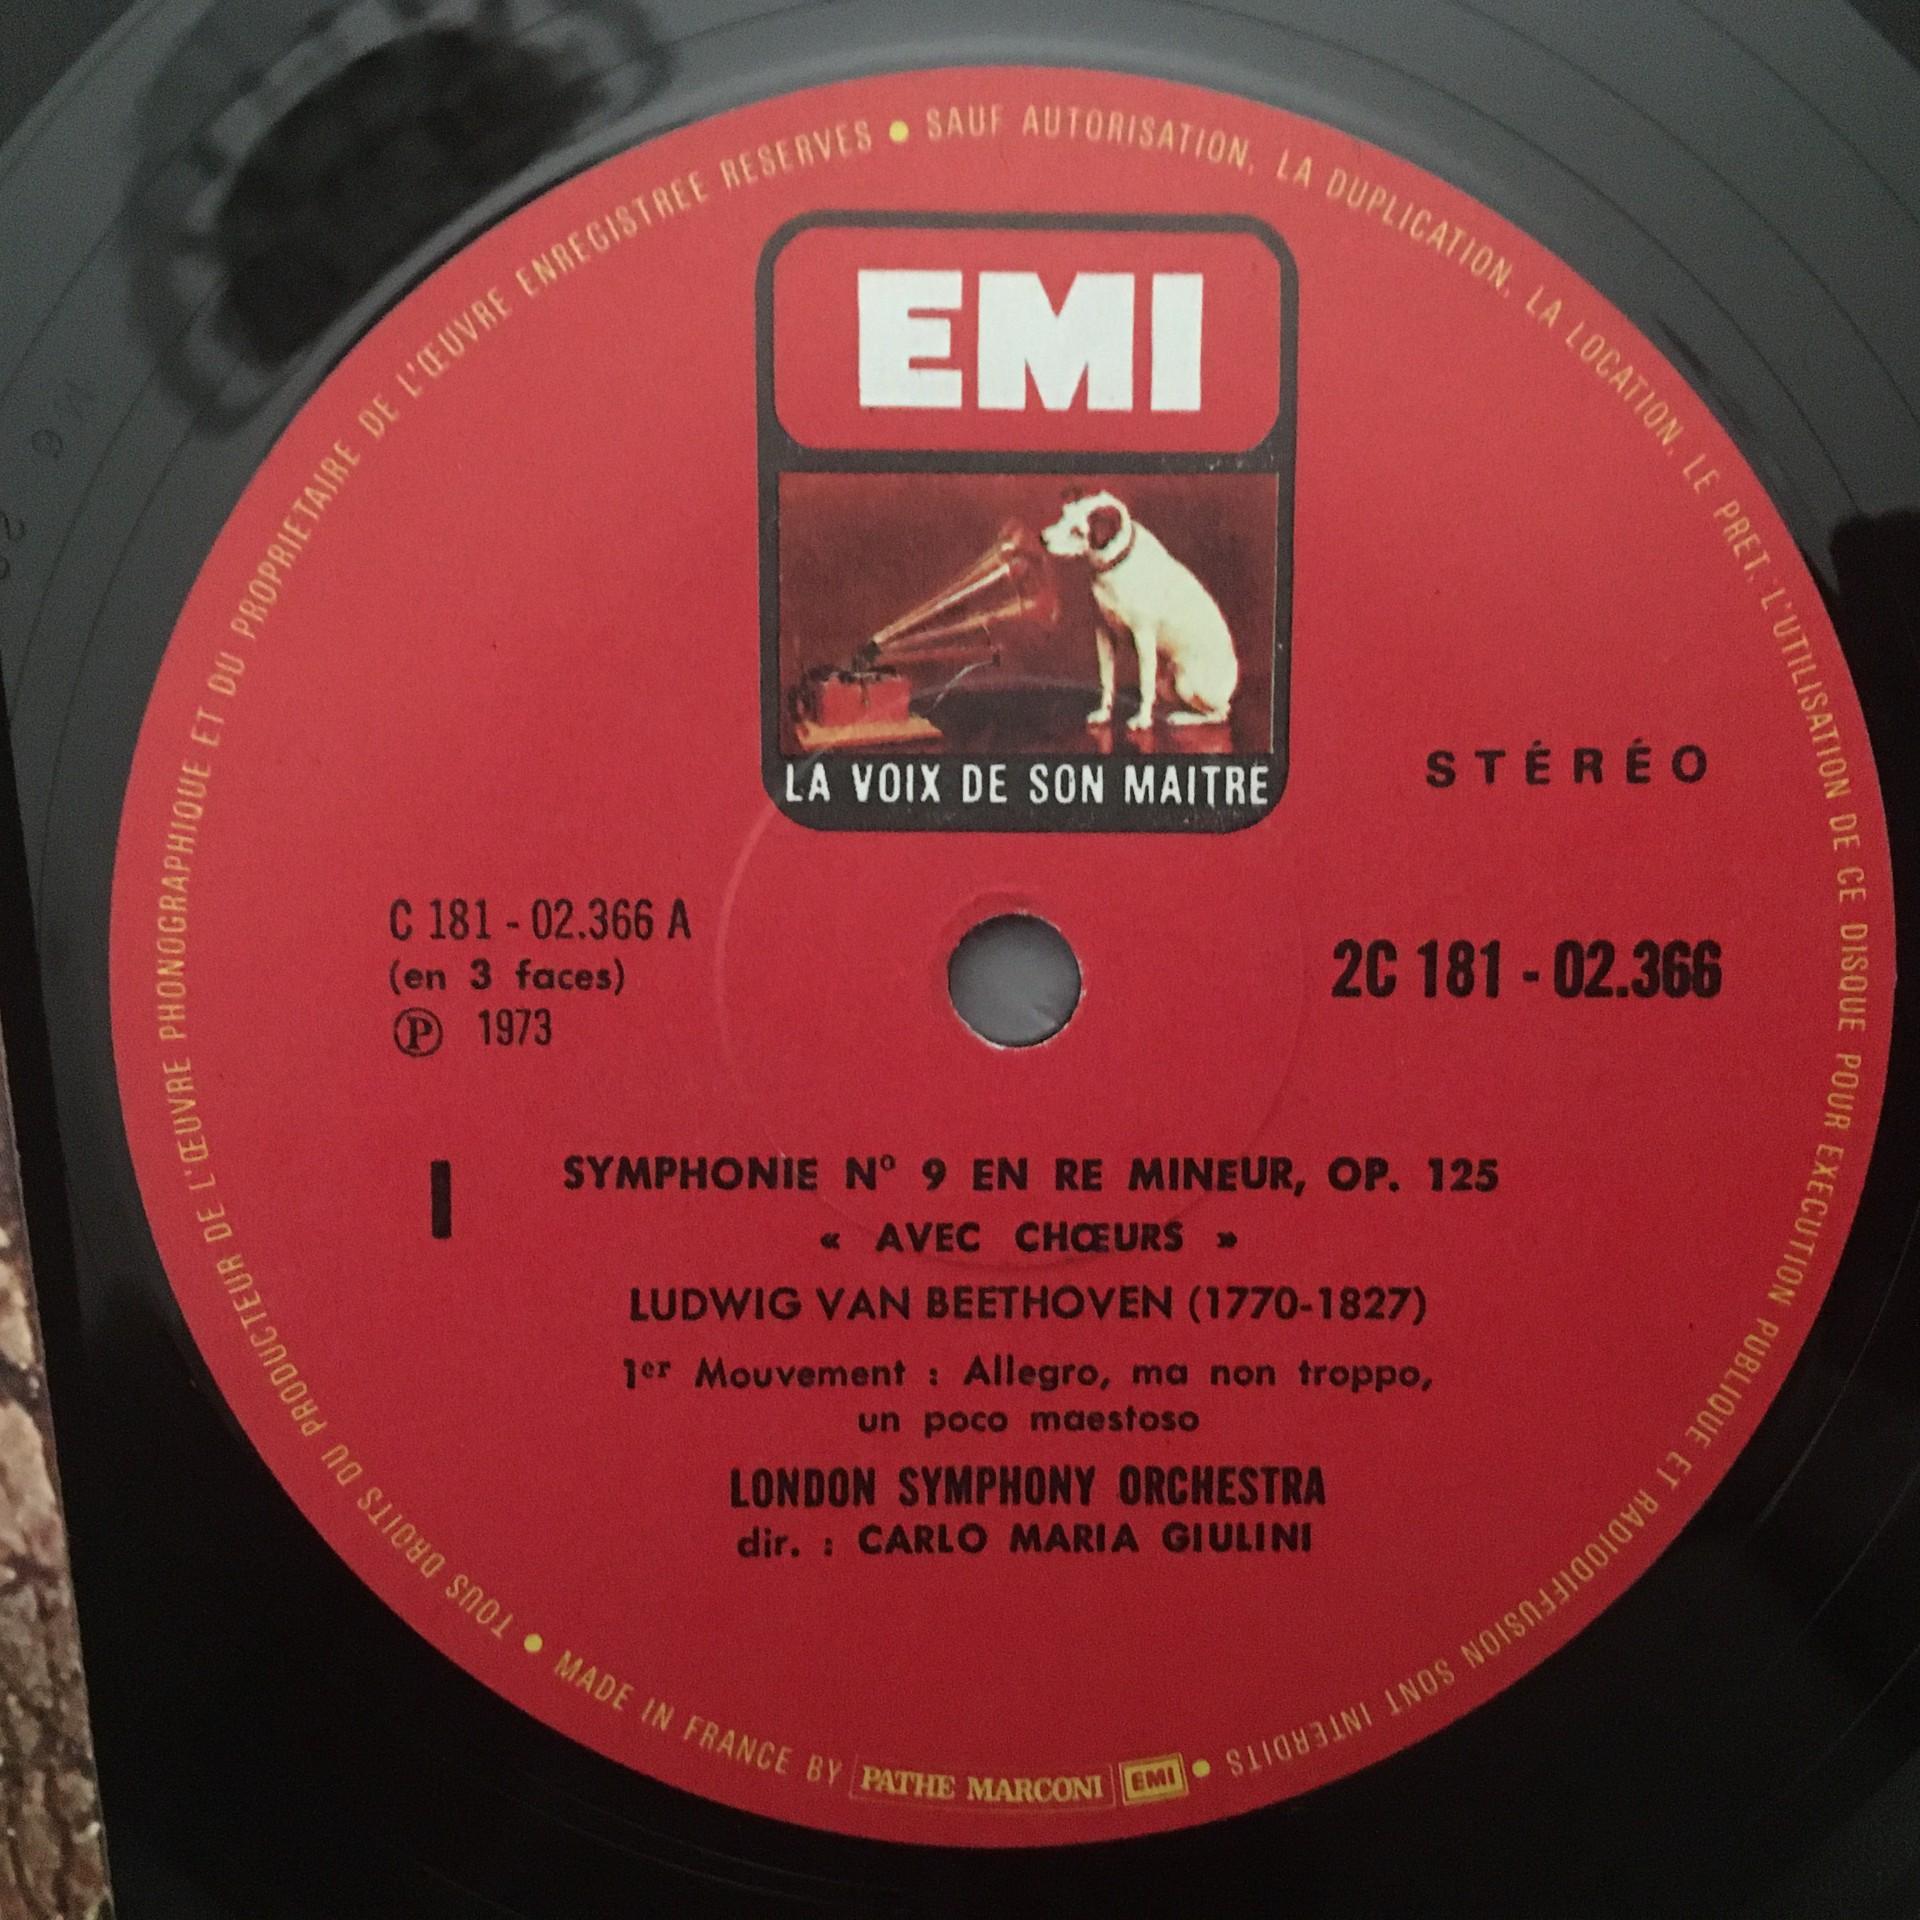 TOUS DROITS DU PRODUCTEUR DE L'ŒUVRE PHONOGRAPHIQUE ET DU PROPRIETAIRE DE L'ŒUVRE ENREGISTREE RESERVES • SAUF AUTORISATION, LA DUPLICATION, LA LOCATION, LE PRET, L'UTILISATION DE CE DISQUE POUR EXECUTION PUBLIQUE ET RADIODIFFUSION SONT INTERDITS •
EMI
LA VOIX DE SON MAITRE
STÉRÉO
C 181 - 02.366 A
(en 3 faces)
℗ 1973
2C 181 - 02.366
I
SYMPHONIE Nº 9 EN RE MINEUR, OP. 125
« AVEC CHŒURS »
LUDWIG VAN BEETHOVEN (1770-1827)
1er Mouvement : Allegro, ma non troppo,
un poco maestoso
LONDON SYMPHONY ORCHESTRA
dir. : CARLO MARIA GIULINI
• MADE IN FRANCE BY PATHE MARCONI EMI